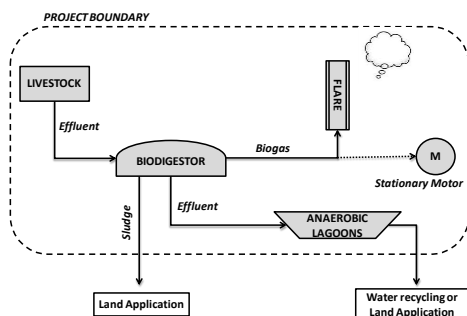 PROJECT BOUNDARY
LIVESTOCK
FLARE
Effluent
Biogas
M
BIODIGESTOR
Stationary Motor
Sludge
Effluent
ANAEROBIC
LAGOONS
Land Application
Water recycling or
Land Application